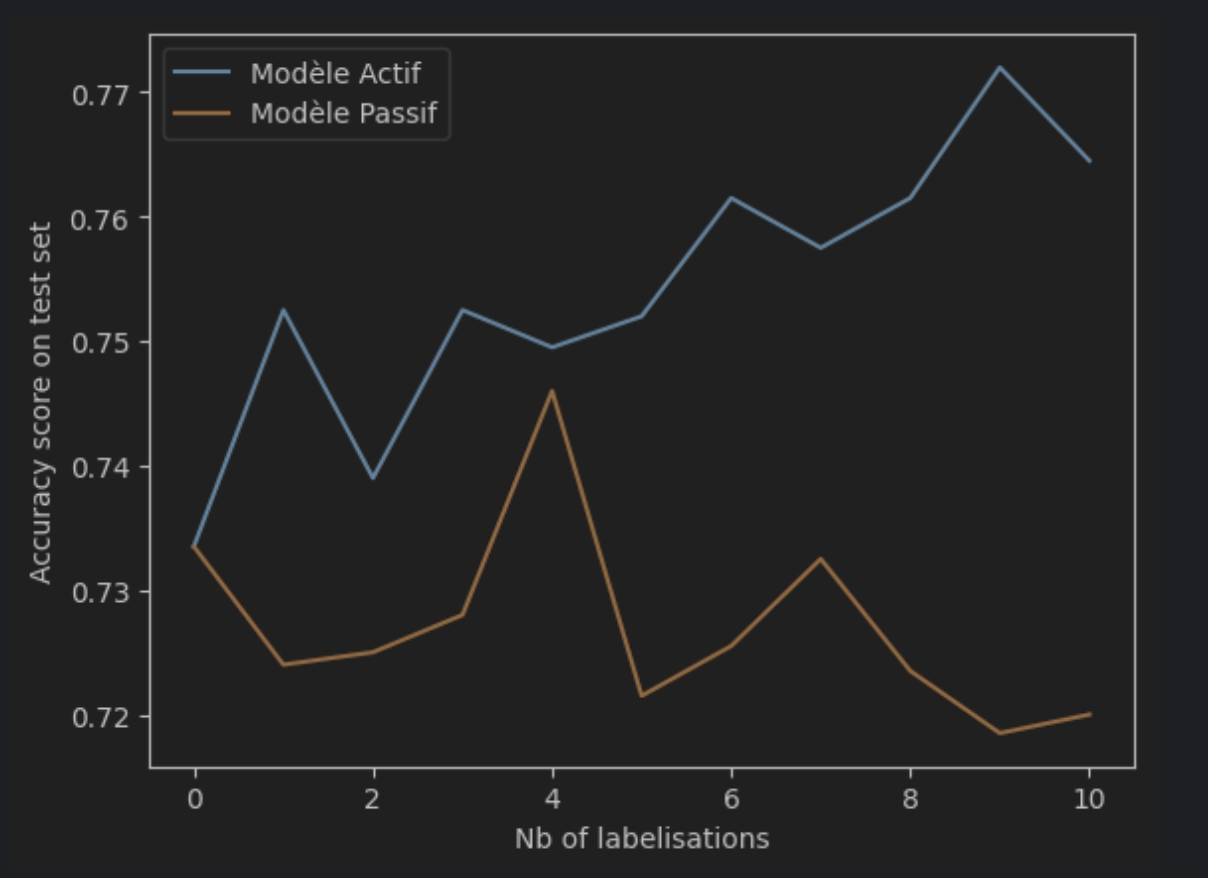 Modèle Actif
Modèle Passif
0.77
0.76
0.75
0.74
0.73
0.72
Accuracy score on test set
0 2 4 6 8 10
Nb of labelisations